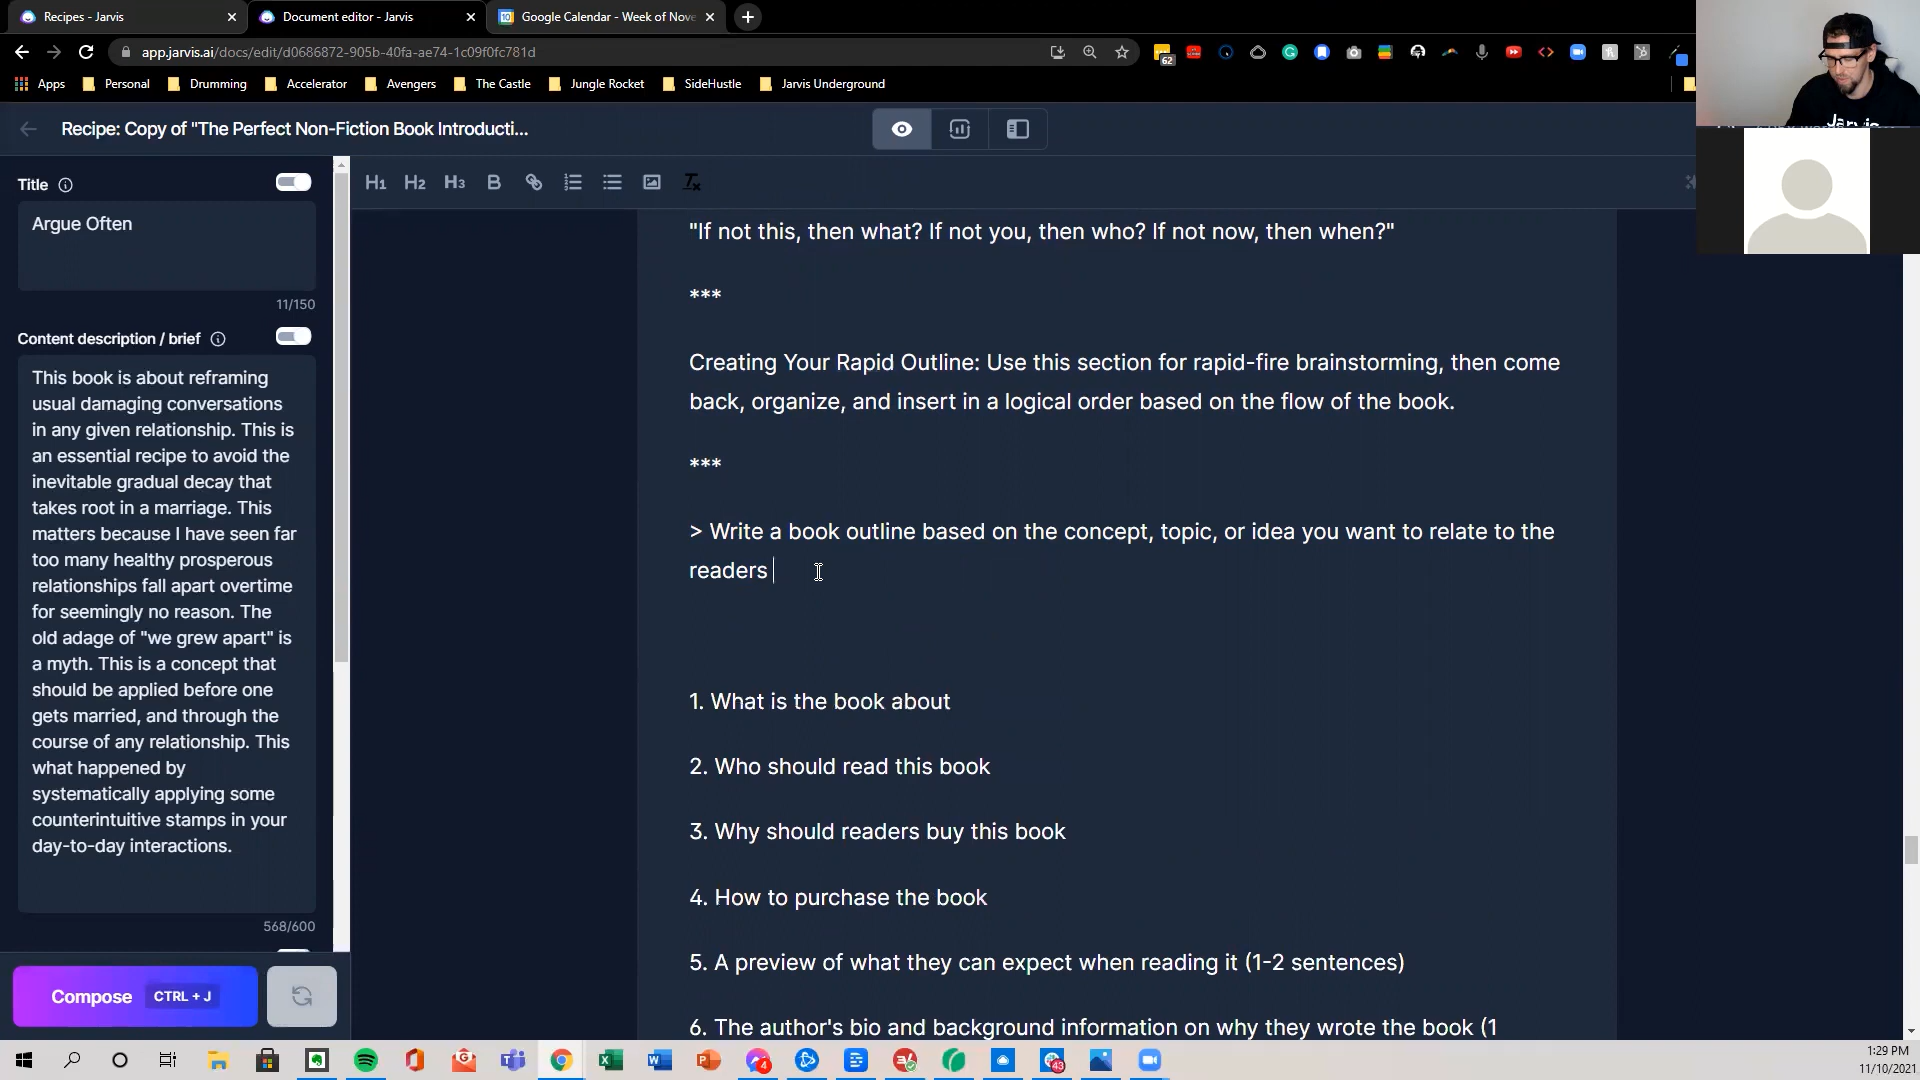 Recipes - Jarvis
Document editor - Jarvis
Google Calendar - Week of Nove
app.jarvis.ai/docs/edit/d0686872-905b-40fa-ae74-1c09f0fc781d
62
Apps
Personal
Drumming
Accelerator
Avengers
The Castle
Jungle Rocket
SideHustle
Jarvis Underground
Jarvis
Recipe: Copy of "The Perfect Non-Fiction Book Introducti...
Title
Argue Often
11/150
Content description / brief
This book is about reframing
usual damaging conversations
in any given relationship. This is
an essential recipe to avoid the
inevitable gradual decay that
takes root in a marriage. This
matters because I have seen far
too many healthy prosperous
relationships fall apart overtime
for seemingly no reason. The
old adage of "we grew apart" is
a myth. This is a concept that
should be applied before one
gets married, and through the
course of any relationship. This
what happened by
systematically applying some
counterintuitive stamps in your
day-to-day interactions.
568/600
Compose CTRL + J
H1 H2 H3 B
"If not this, then what? If not you, then who? If not now, then when?"
***
Creating Your Rapid Outline: Use this section for rapid-fire brainstorming, then come
back, organize, and insert in a logical order based on the flow of the book.
***
> Write a book outline based on the concept, topic, or idea you want to relate to the
readers
1. What is the book about
2. Who should read this book
3. Why should readers buy this book
4. How to purchase the book
5. A preview of what they can expect when reading it (1-2 sentences)
6. The author's bio and background information on why they wrote the book (1
4
43
1:29 PM
11/10/2021